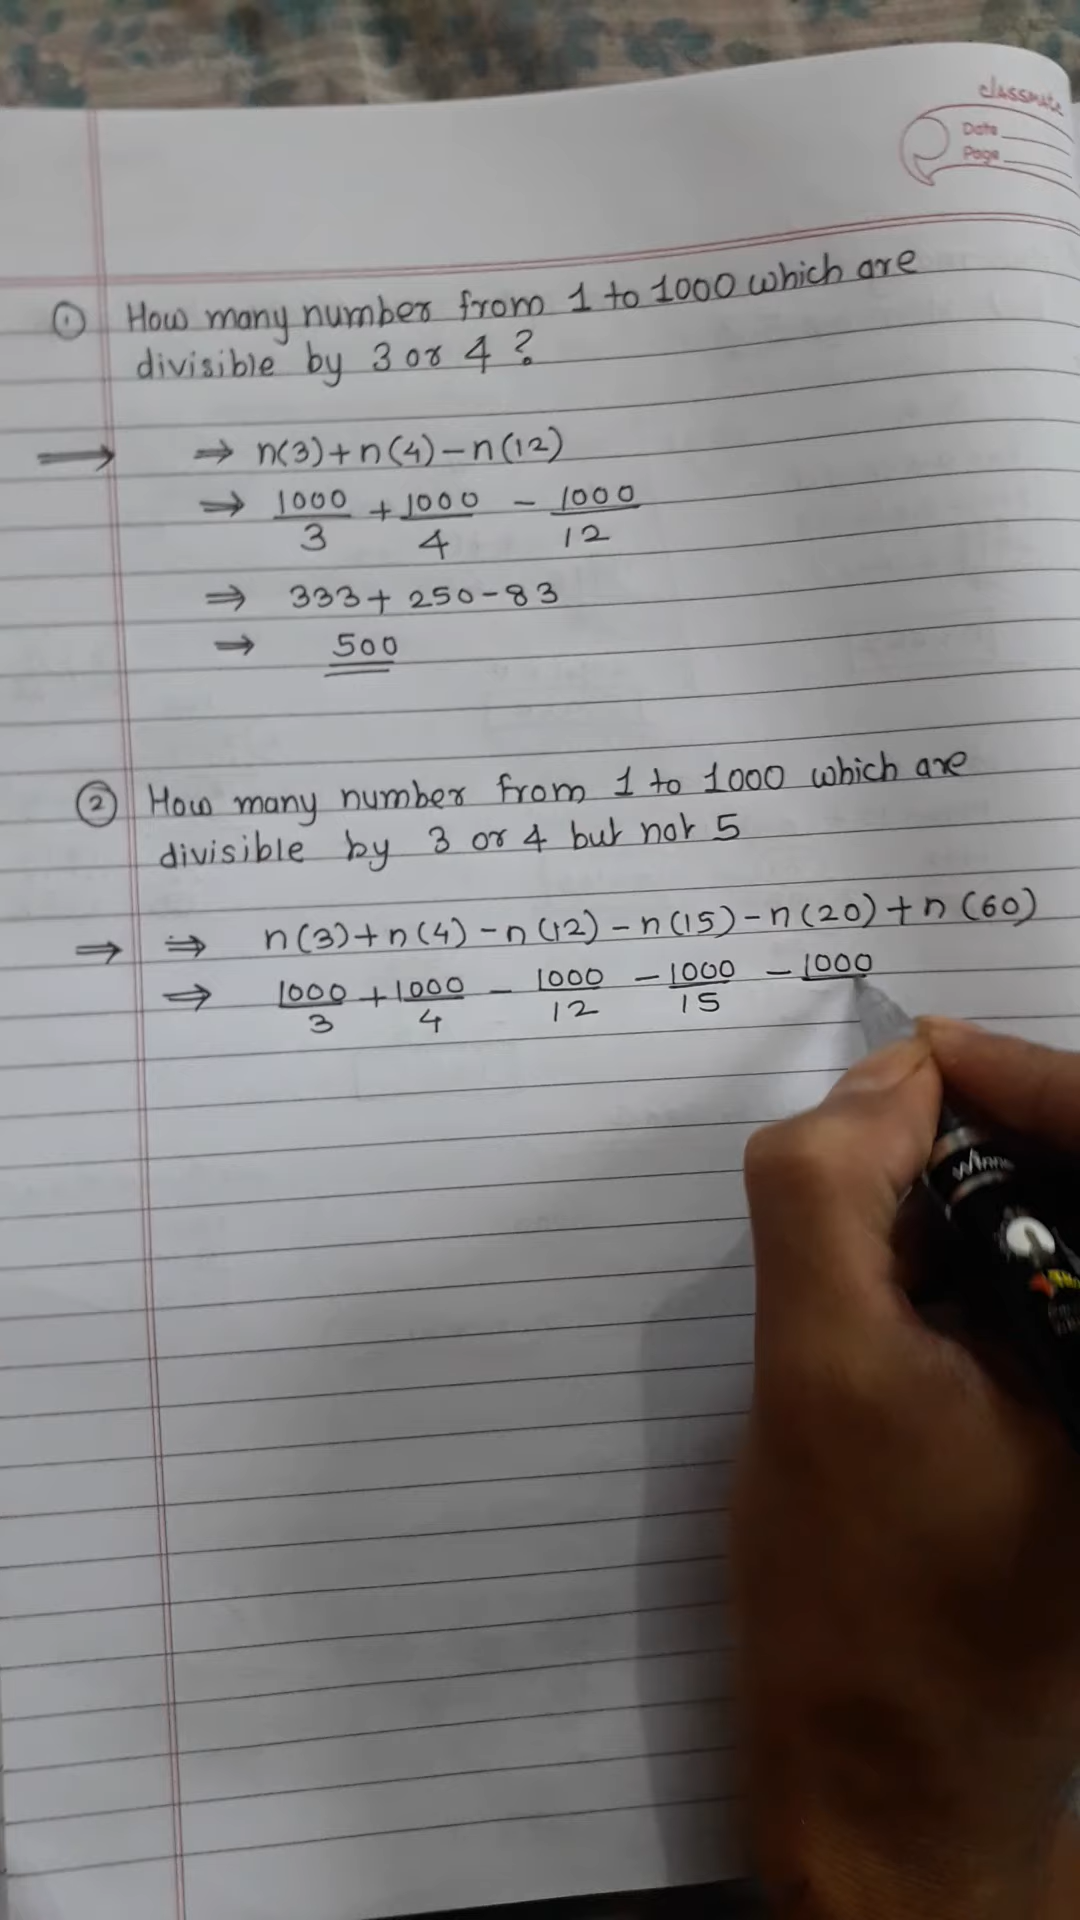 classmate
Date
Page
① How many number from 1 to 1000 which are
divisible by 3 or 4 ?
⟶ ⇒ n(3)+n(4)-n(12)
⇒ 1000/3 + 1000/4 - 1000/12
⇒ 333+ 250-83
⇒ 500
② How many number from 1 to 1000 which are
divisible by 3 or 4 but not 5
⇒ ⇒ n(3)+n(4)-n(12)-n(15)-n(20)+n(60)
⇒ 1000/3 + 1000/4 - 1000/12 - 1000/15 - 1000